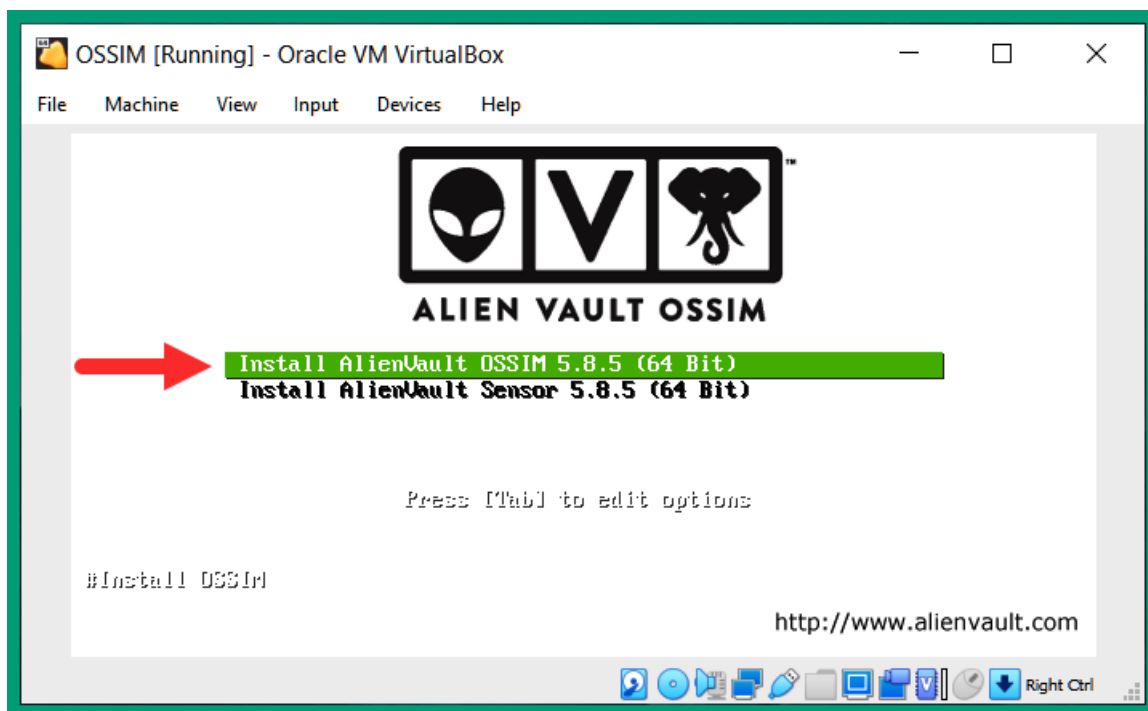 OSSIM [Running] - Oracle VM VirtualBox
File Machine View Input Devices Help
V ™
ALIEN VAULT OSSIM
Install AlienVault OSSIM 5.8.5 (64 Bit)
Install AlienVault Sensor 5.8.5 (64 Bit)
Press [Tab] to edit options
#Install OSSIM
http://www.alienvault.com
V Right Ctrl